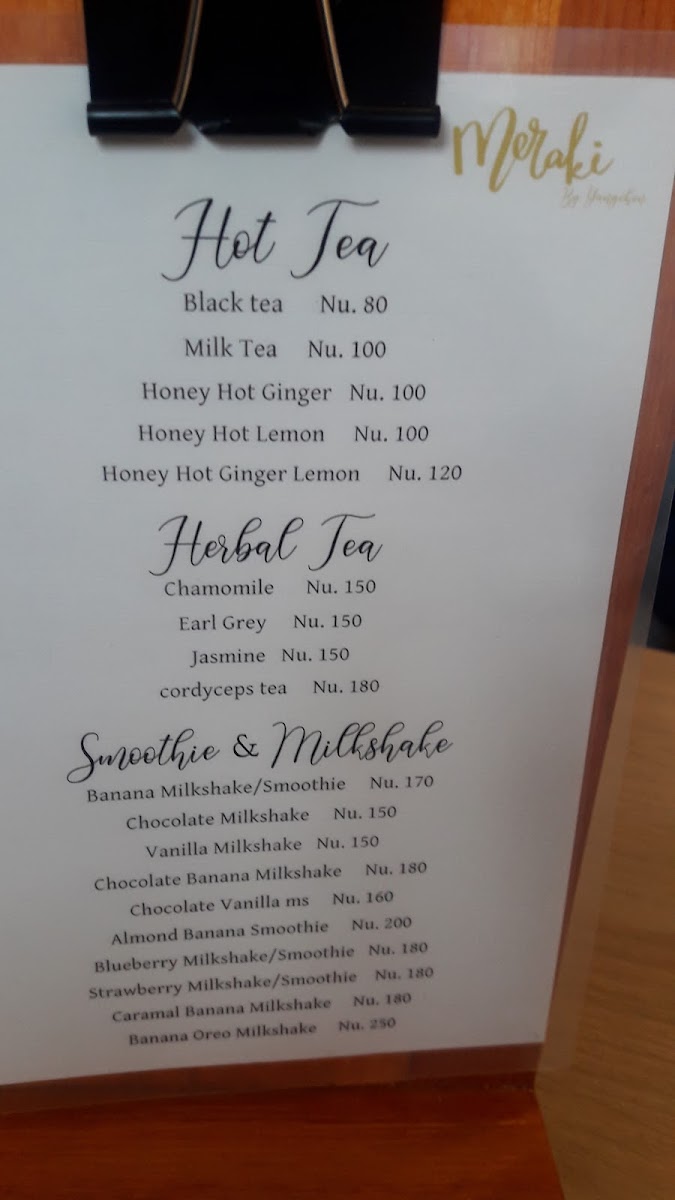 Meraki
Hot Tea
Black tea Nu. 80
Milk Tea Nu. 100
Honey Hot Ginger Nu. 100
Honey Hot Lemon Nu. 100
Honey Hot Ginger Lemon Nu. 120
Herbal Tea
Chamomile Nu. 150
Earl Grey Nu. 150
Jasmine Nu. 150
cordyceps tea Nu. 180
Smoothie & Milkshake
Banana Milkshake/Smoothie Nu. 170
Chocolate Milkshake Nu. 150
Vanilla Milkshake Nu. 150
Chocolate Banana Milkshake Nu. 180
Chocolate Vanilla ms Nu. 160
Almond Banana Smoothie Nu. 200
Blueberry Milkshake/Smoothie Nu. 180
Strawberry Milkshake/Smoothie Nu. 180
Caramal Banana Milkshake Nu. 180
Banana Oreo Milkshake Nu. 250